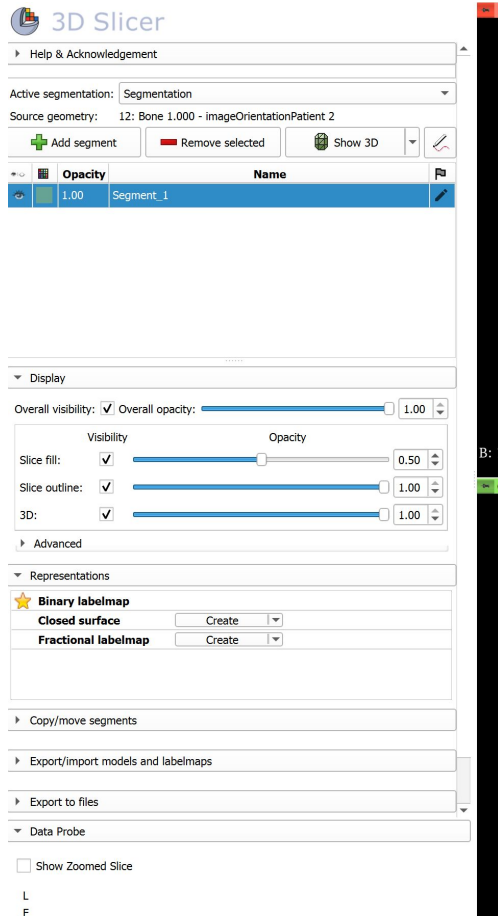 3D Slicer
Help & Acknowledgement
Active segmentation: Segmentation
Source geometry: 12: Bone 1.000 - imageOrientationPatient 2
Add segment Remove selected Show 3D
Opacity Name
1.00 Segment_1
Display
Overall visibility: Overall opacity: 1.00
Visibility Opacity
Slice fill: 0.50
B:
Slice outline: 1.00
3D: 1.00
Advanced
Representations
Binary labelmap
Closed surface Create
Fractional labelmap Create
Copy/move segments
Export/import models and labelmaps
Export to files
Data Probe
Show Zoomed Slice
L
F